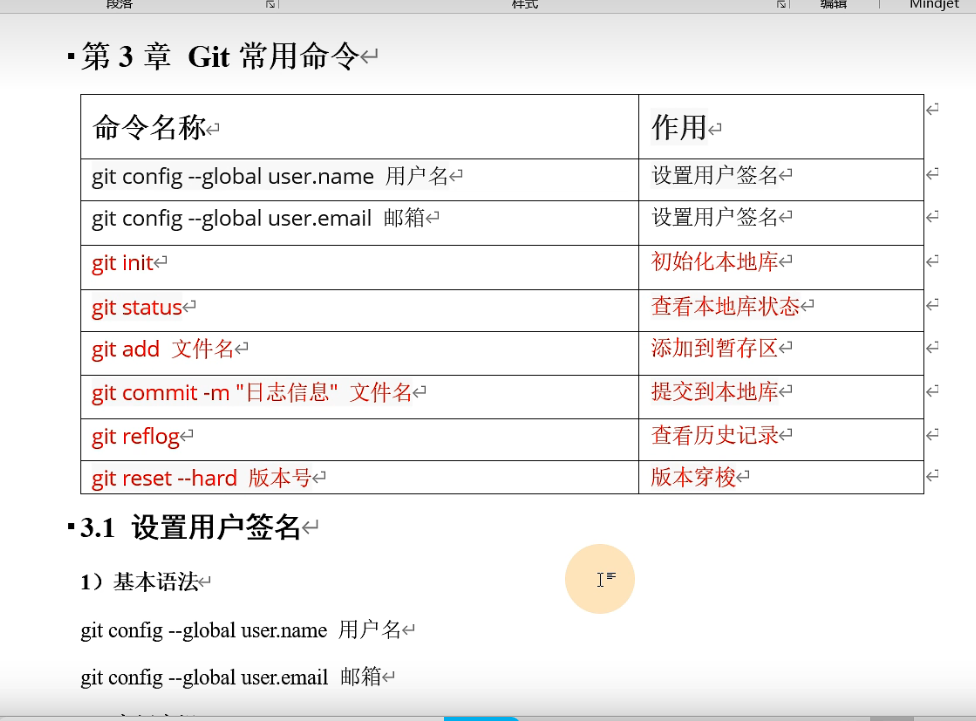 段落
样式
编辑
Mindjet
第 3 章 Git 常用命令
命令名称 作用
git config --global user.name 用户名 设置用户签名
git config --global user.email 邮箱 设置用户签名
git init 初始化本地库
git status 查看本地库状态
git add 文件名 添加到暂存区
git commit -m "日志信息" 文件名 提交到本地库
git reflog 查看历史记录
git reset --hard 版本号 版本穿梭
3.1 设置用户签名
1）基本语法
git config --global user.name 用户名
git config --global user.email 邮箱